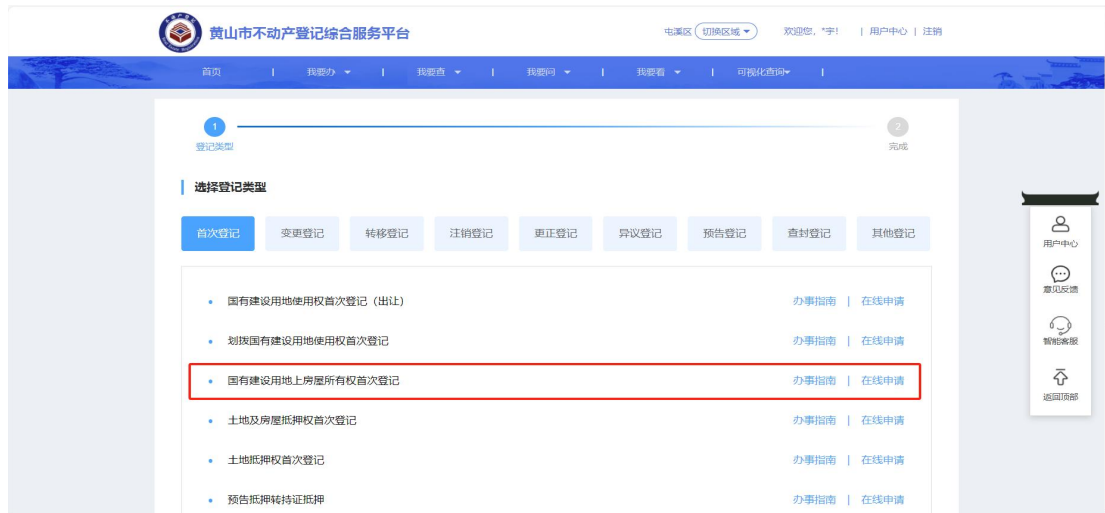 黄山市不动产登记综合服务平台
屯溪区 切换区域 欢迎您，*宇! | 用户中心 | 注销
首页 | 我要办 | 我要查 | 我要问 | 我要看 | 可视化查询 |
1 2
登记类型 完成
选择登记类型
首次登记 变更登记 转移登记 注销登记 更正登记 异议登记 预告登记 查封登记 其他登记
国有建设用地使用权首次登记（出让） 办事指南 | 在线申请
划拨国有建设用地使用权首次登记 办事指南 | 在线申请
国有建设用地上房屋所有权首次登记 办事指南 | 在线申请
土地及房屋抵押权首次登记 办事指南 | 在线申请
土地抵押权首次登记 办事指南 | 在线申请
预告抵押转持证抵押 办事指南 | 在线申请
用户中心
意见反馈
智能客服
返回顶部